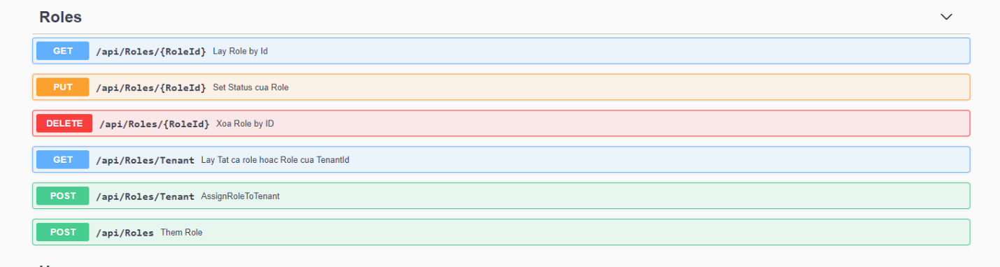 Roles
GET /api/Roles/{RoleId} Lay Role by Id
PUT /api/Roles/{RoleId} Set Status cua Role
DELETE /api/Roles/{RoleId} Xoa Role by ID
GET /api/Roles/Tenant Lay Tat ca role hoac Role cua TenantId
POST /api/Roles/Tenant AssignRoleToTenant
POST /api/Roles Them Role